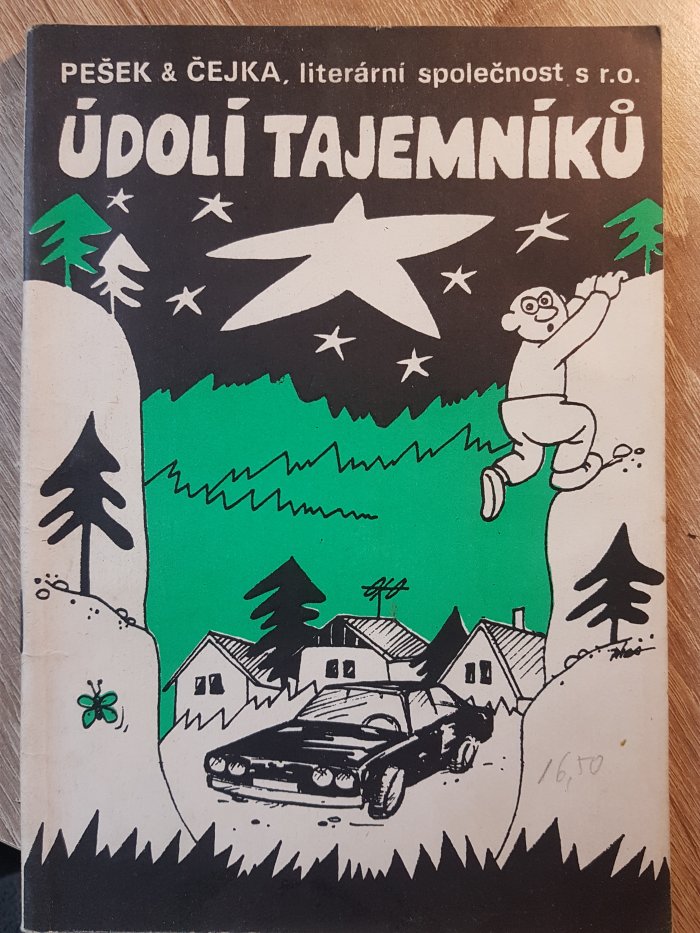 PEŠEK & ČEJKA, literární společnost s r.o.
ÚDOLÍ TAJEMNÍKŮ
16,50